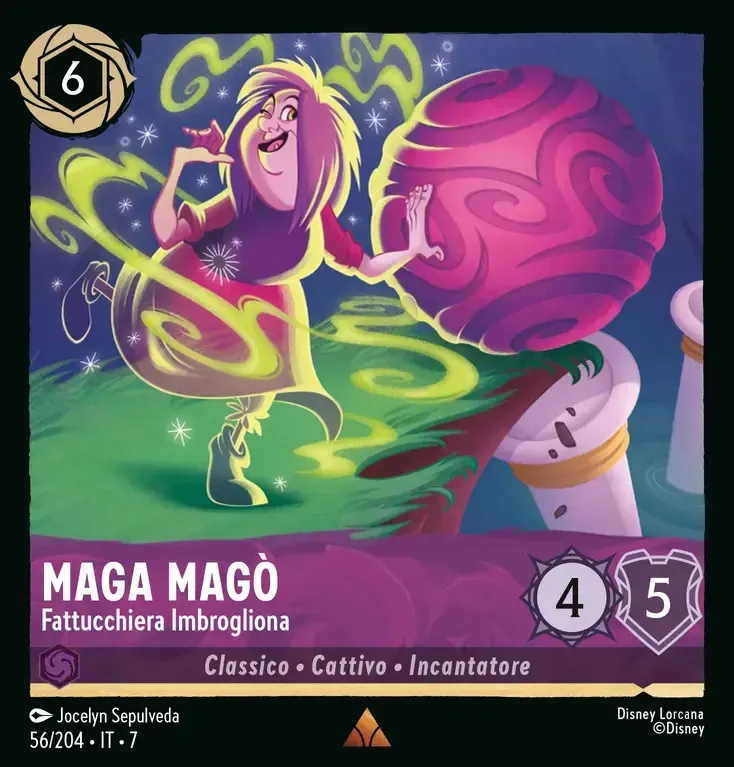 6
MAGA MAGÒ
Fattucchiera Imbrogliona
4
5
Classico • Cattivo • Incantatore
Jocelyn Sepulveda
56/204 • IT • 7
Disney Lorcana
©Disney